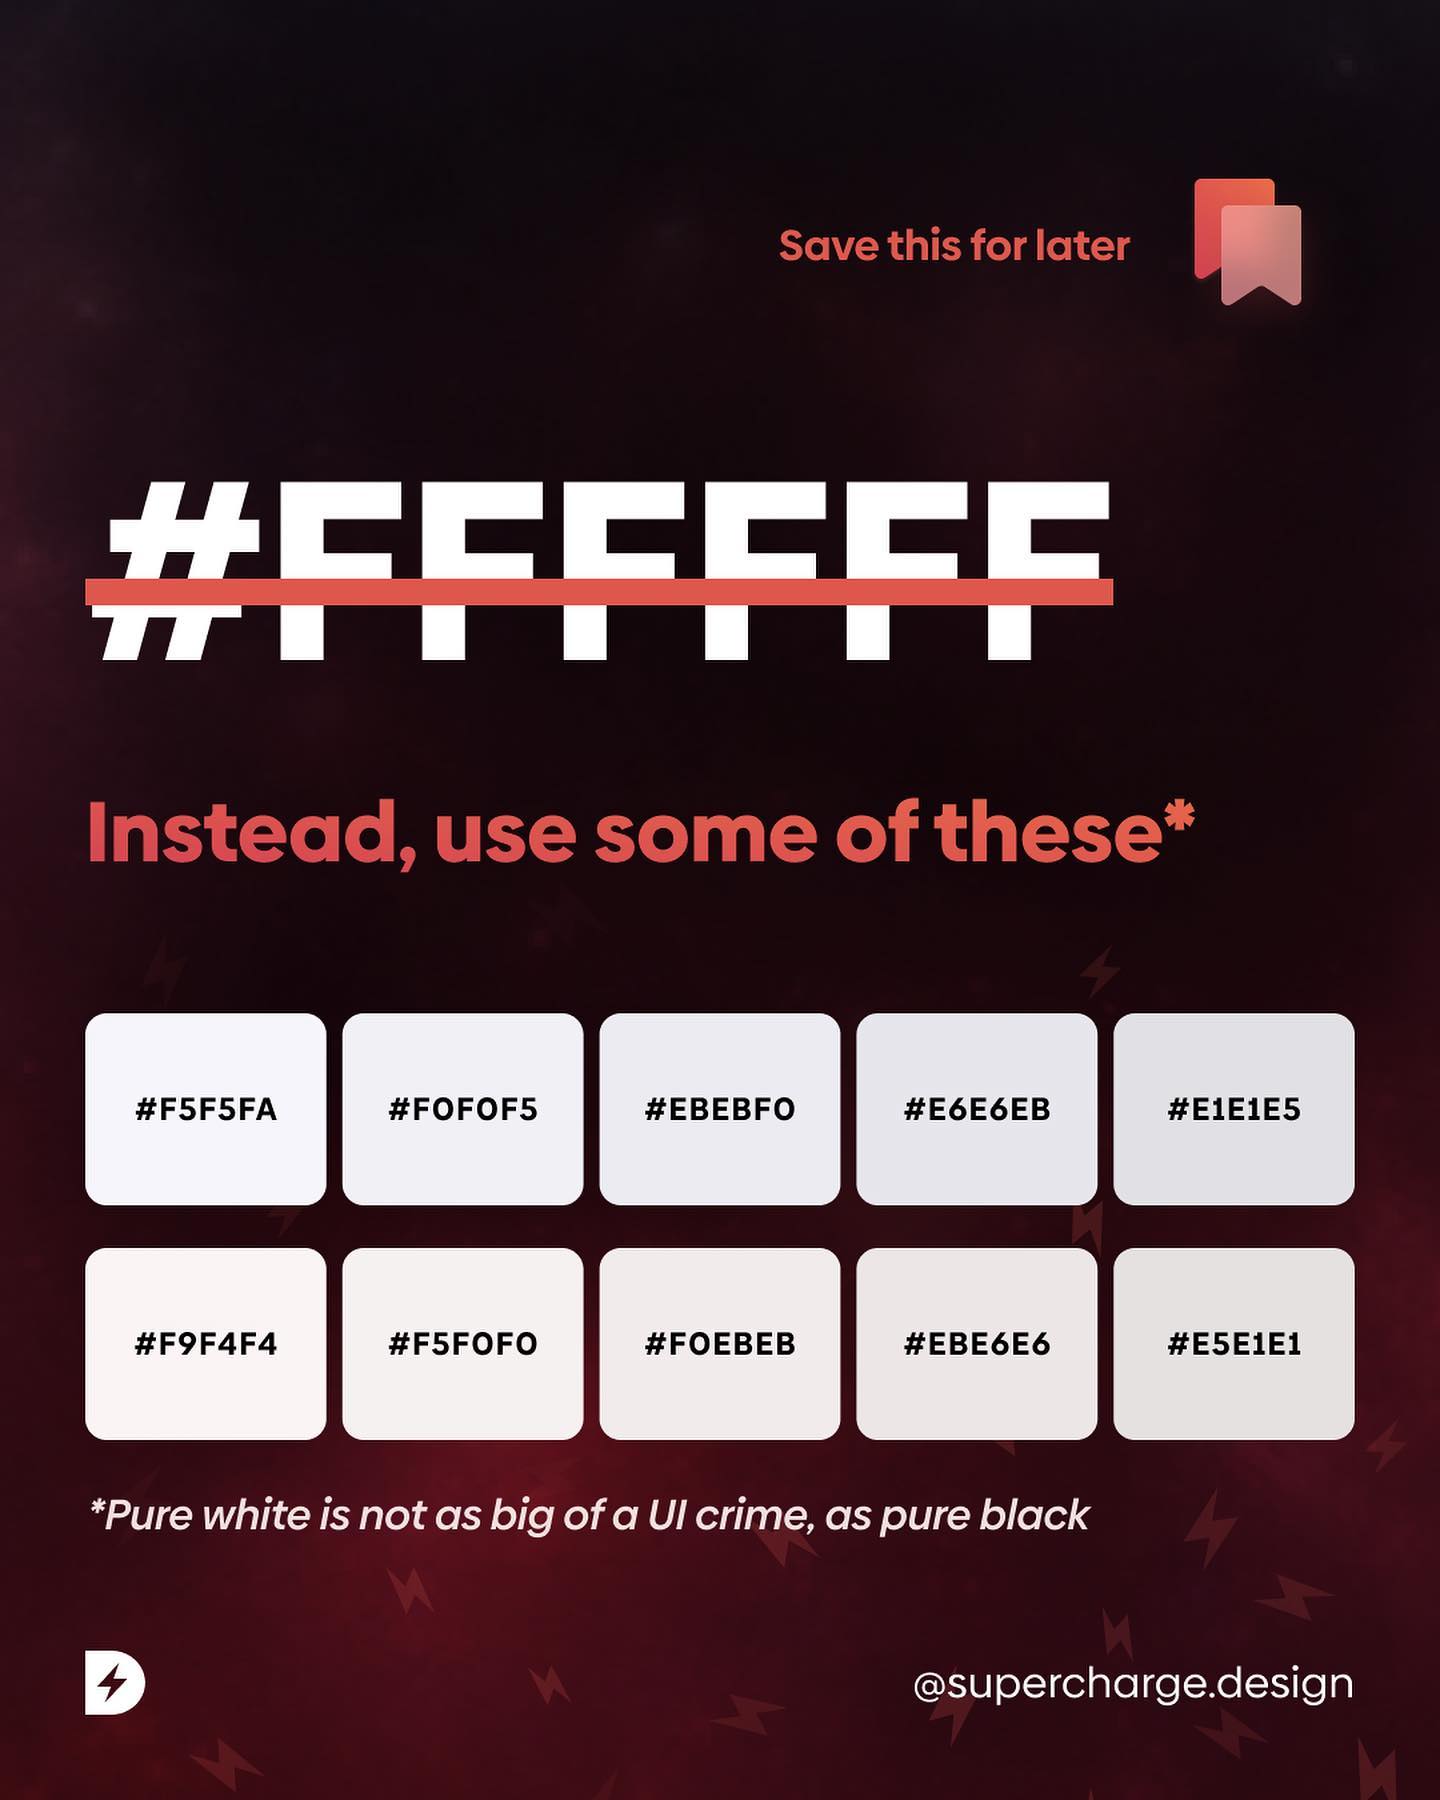 Save this for later
#FFFFFF
Instead, use some of these*
#F5F5FA #F0F0F5 #EBEBF0 #E6E6EB #E1E1E5
#F9F4F4 #F5F0F0 #F0EBEB #EBE6E6 #E5E1E1
*Pure white is not as big of a UI crime, as pure black
@supercharge.design